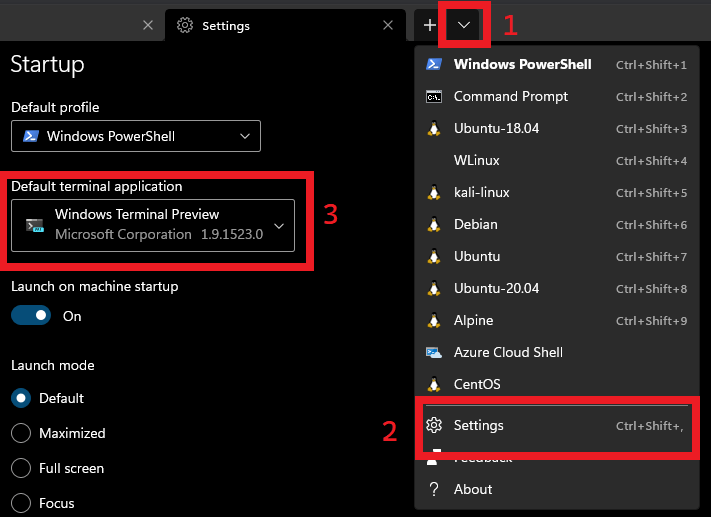 Settings
1
Startup
Default profile
Windows PowerShell
Default terminal application
Windows Terminal Preview
Microsoft Corporation 1.9.1523.0
3
Launch on machine startup
On
Launch mode
Default
Maximized
Full screen
Focus
Windows PowerShell Ctrl+Shift+1
Command Prompt Ctrl+Shift+2
Ubuntu-18.04 Ctrl+Shift+3
WLinux Ctrl+Shift+4
kali-linux Ctrl+Shift+5
Debian Ctrl+Shift+6
Ubuntu Ctrl+Shift+7
Ubuntu-20.04 Ctrl+Shift+8
Alpine Ctrl+Shift+9
Azure Cloud Shell
CentOS
2
Settings Ctrl+Shift+,
Feedback
? About